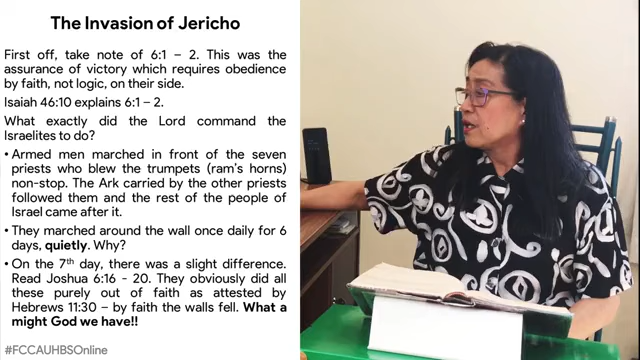 The Invasion of Jericho
First off, take note of 6:1 – 2. This was the
assurance of victory which requires obedience
by faith, not logic, on their side.
Isaiah 46:10 explains 6:1 – 2.
What exactly did the Lord command the
Israelites to do?
• Armed men marched in front of the seven
priests who blew the trumpets (ram's horns)
non-stop. The Ark carried by the other priests
followed them and the rest of the people of
Israel came after it.
• They marched around the wall once daily for 6
days, quietly. Why?
• On the 7th day, there was a slight difference.
Read Joshua 6:16 - 20. They obviously did all
these purely out of faith as attested by
Hebrews 11:30 – by faith the walls fell. What a
might God we have!!
#FCCAUHBSOnline